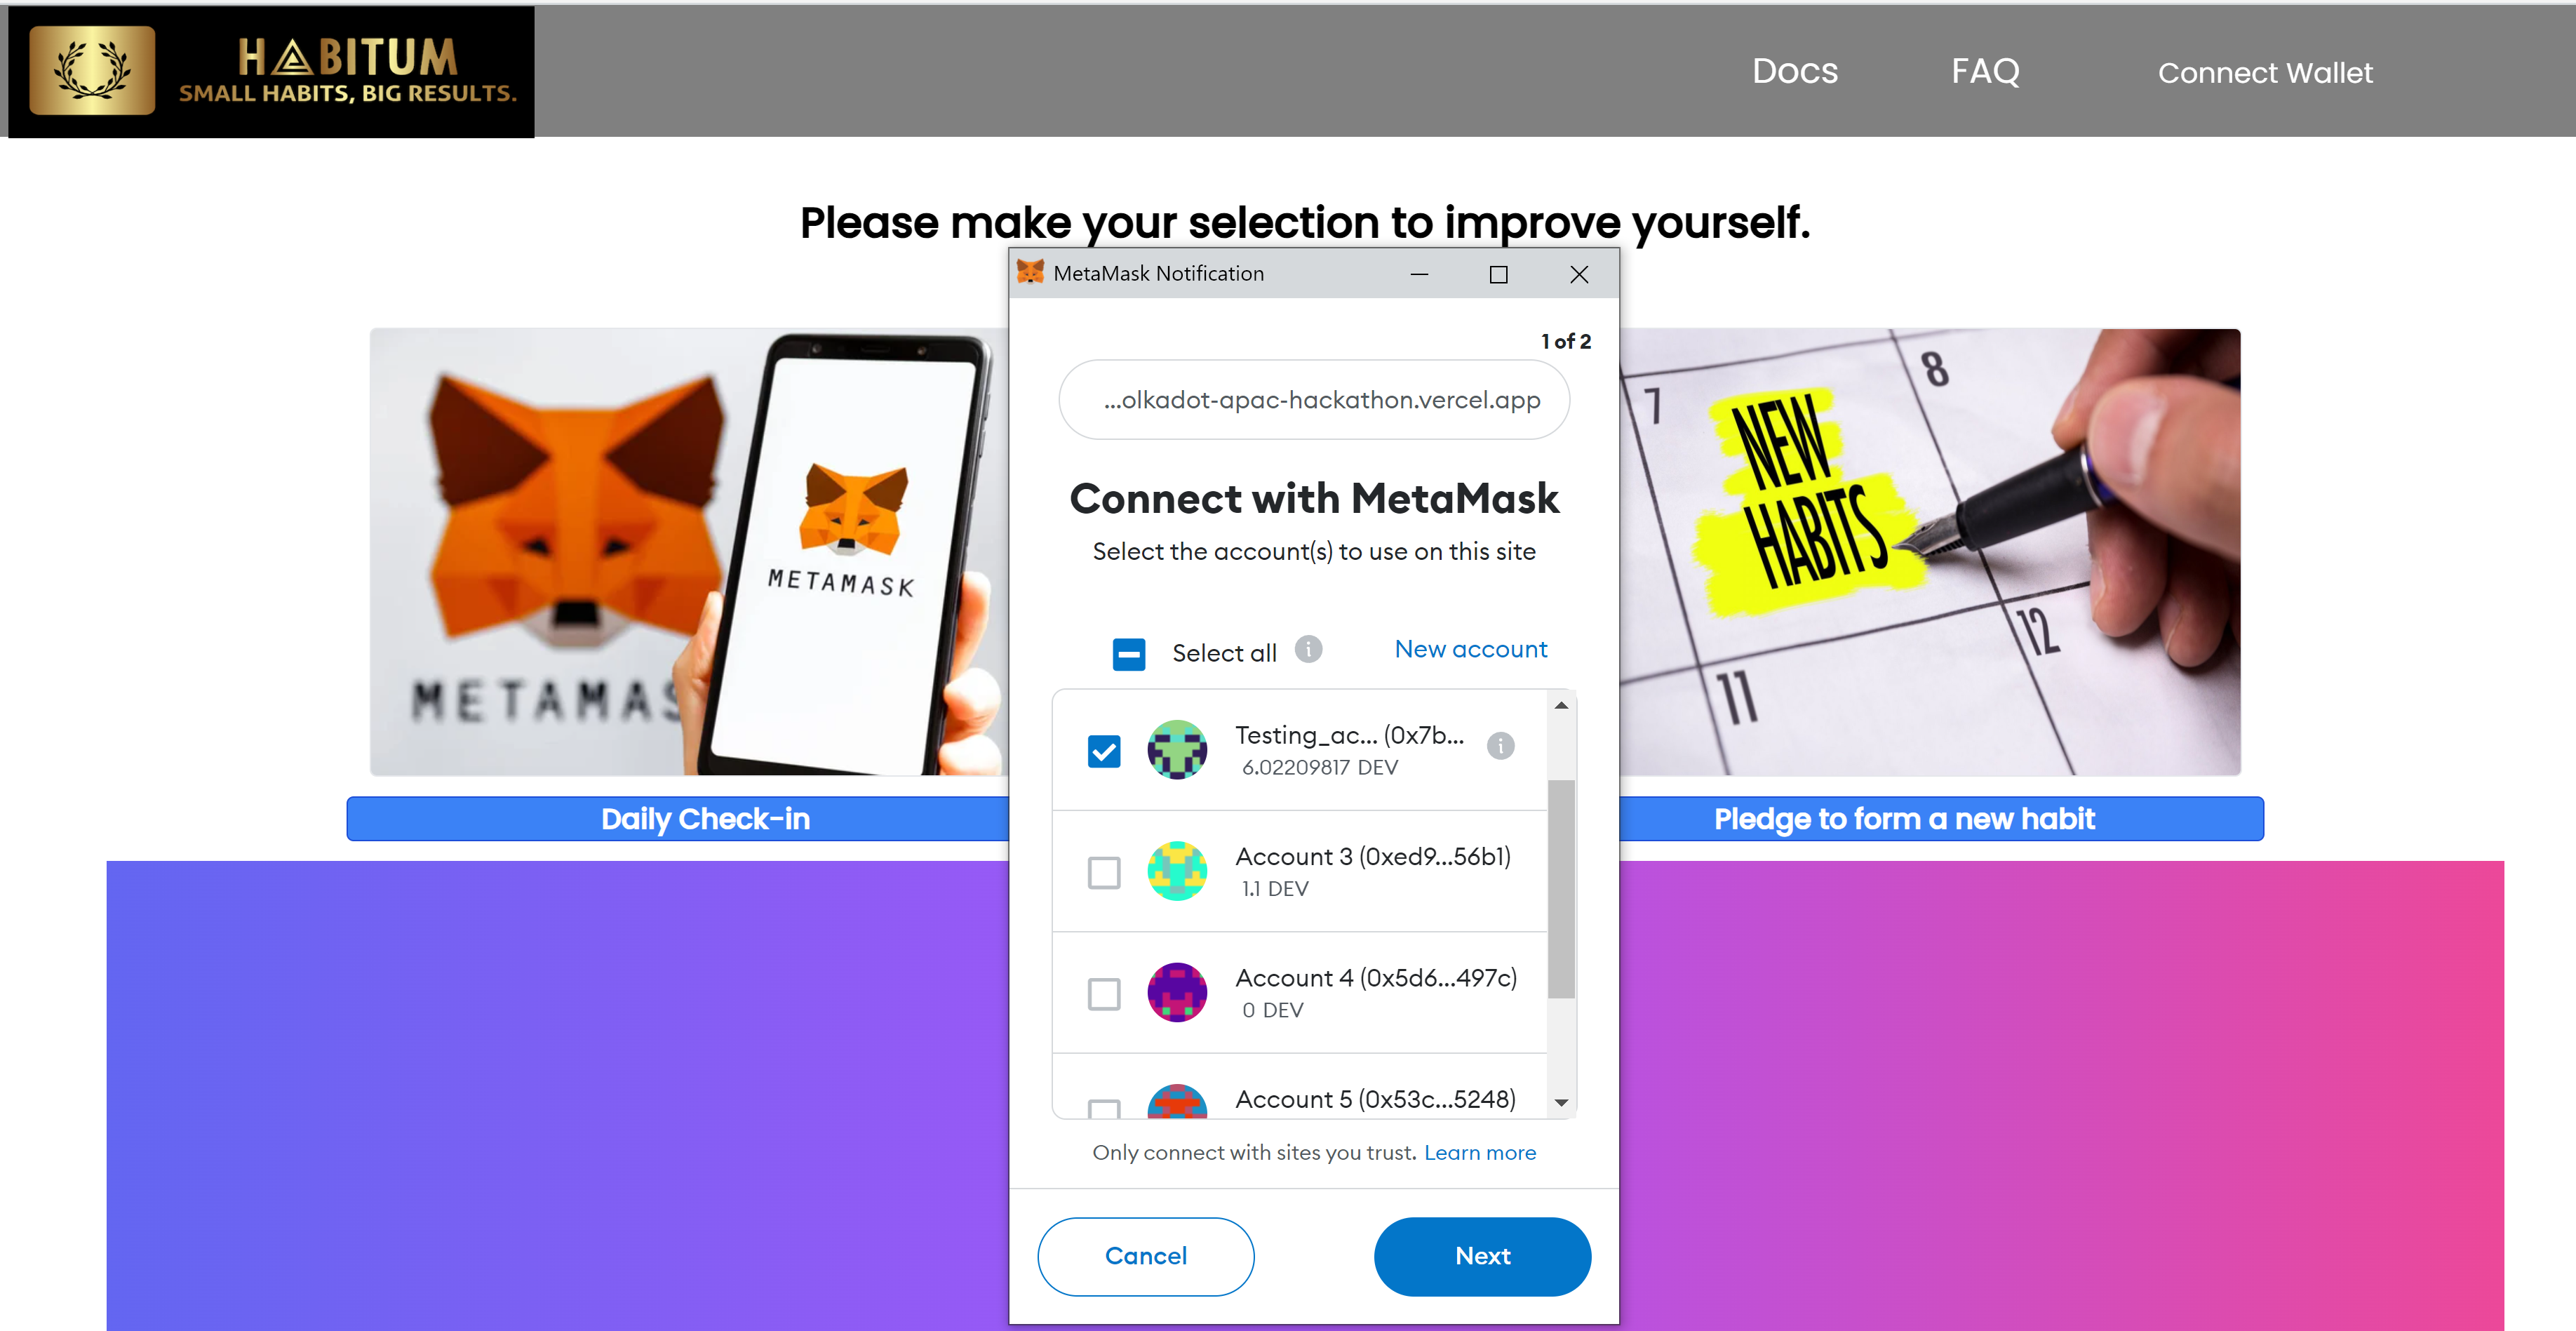 HABITUM
SMALL HABITS, BIG RESULTS.
Docs
FAQ
Connect Wallet
Please make your selection to improve yourself.
METAMAS
METAMASK
MetaMask Notification
1 of 2
...olkadot-apac-hackathon.vercel.app
Connect with MetaMask
Select the account(s) to use on this site
Select all
New account
Testing_ac... (0x7b...
6.02209817 DEV
Account 3 (0xed9...56b1)
1.1 DEV
Account 4 (0x5d6...497c)
0 DEV
Account 5 (0x53c...5248)
Only connect with sites you trust. Learn more
Cancel
Next
7
8
NEW
HABITS
11
12
Daily Check-in
Pledge to form a new habit